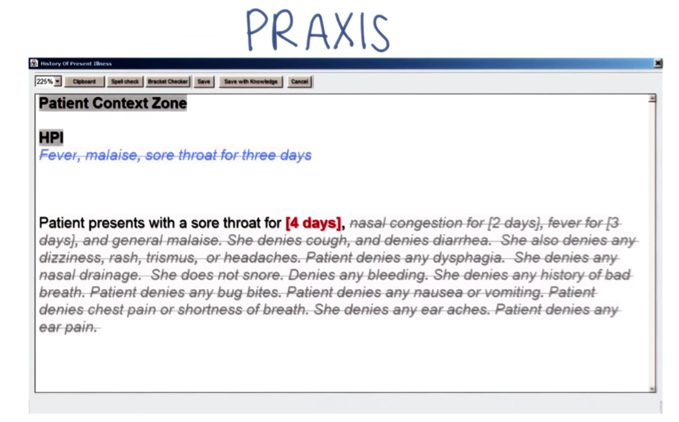 PRAXIS
History Of Present Illness
225% Clipboard Spell check Bracket Checker Save Save with Knowledge Cancel
Patient Context Zone
HPI
Fever, malaise, sore throat for three days
Patient presents with a sore throat for [4 days], nasal congestion for [2 days], fever for [3
days], and general malaise. She denies cough, and denies diarrhea. She also denies any
dizziness, rash, trismus, or headaches. Patient denies any dysphagia. She denies any
nasal drainage. She does not snore. Denies any bleeding. She denies any history of bad
breath. Patient denies any bug bites. Patient denies any nausea or vomiting. Patient
denies chest pain or shortness of breath. She denies any ear aches. Patient denies any
ear pain.